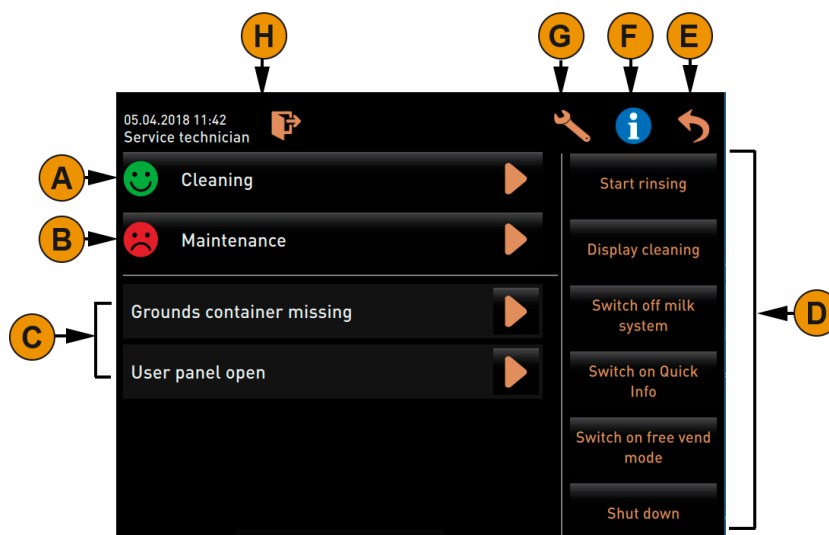 H
G
F
E
05.04.2018 11:42
Service technician
i
A
Cleaning
B
Maintenance
C
Grounds container missing
User panel open
Start rinsing
Display cleaning
Switch off milk
system
Switch on Quick
Info
Switch on free vend
mode
Shut down
D